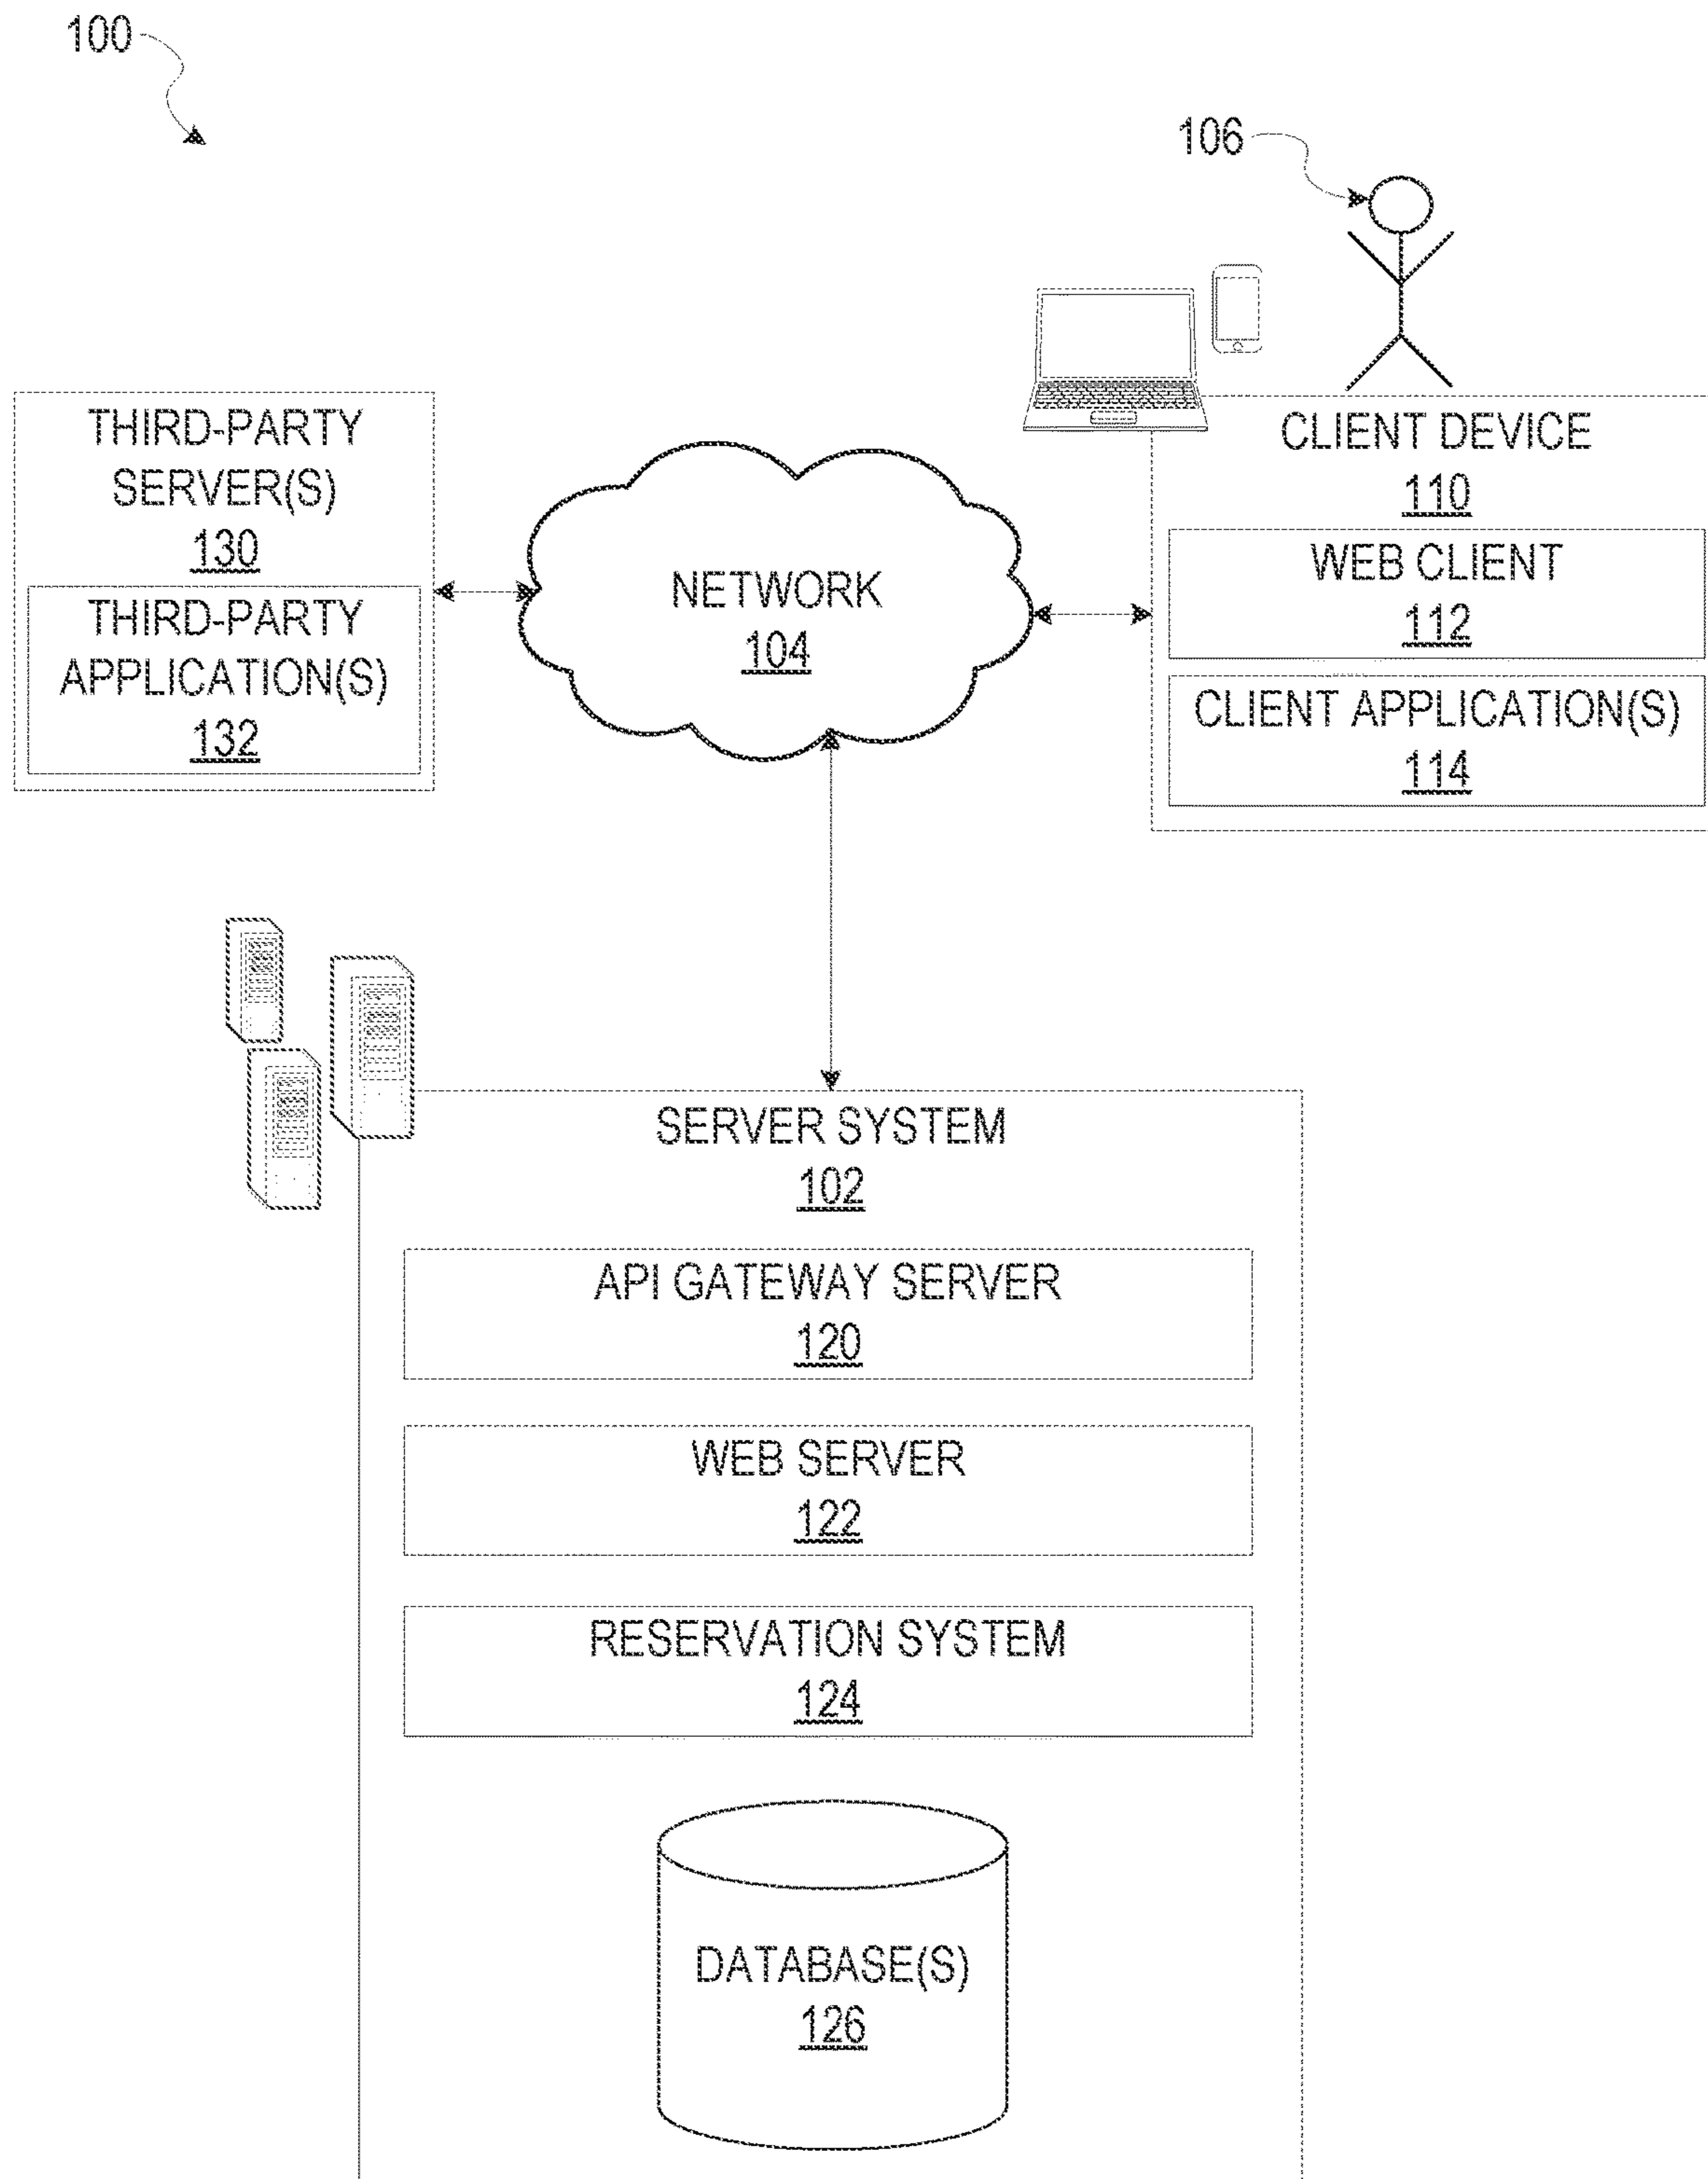 100
106
THIRD-PARTY
SERVER(S)
130
THIRD-PARTY
APPLICATION(S)
132
NETWORK
104
CLIENT DEVICE
110
WEB CLIENT
112
CLIENT APPLICATION(S)
114
SERVER SYSTEM
102
API GATEWAY SERVER
120
WEB SERVER
122
RESERVATION SYSTEM
124
DATABASE(S)
126